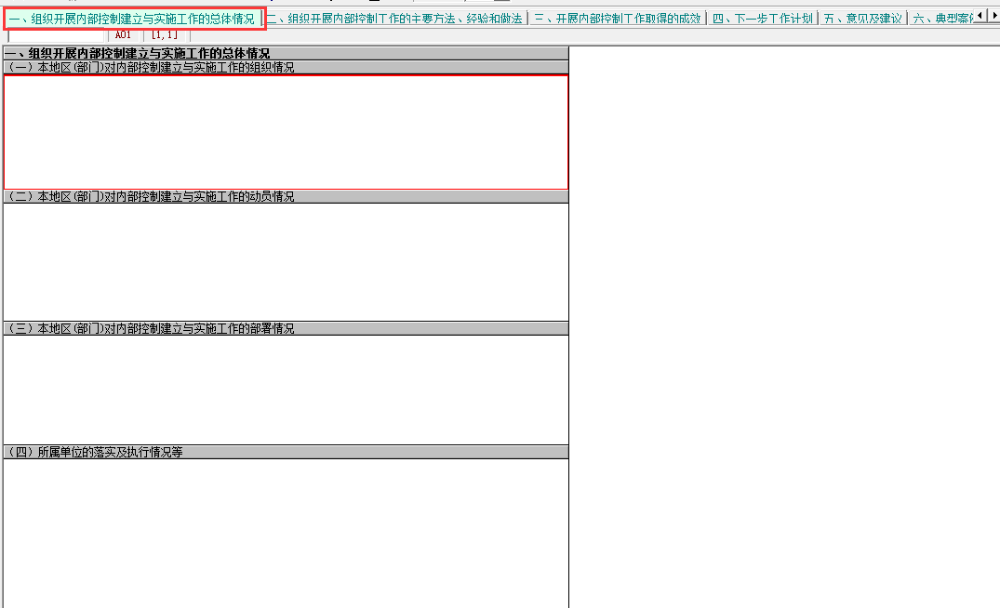 一、组织开展内部控制建立与实施工作的总体情况 二、组织开展内部控制工作的主要方法、经验和做法 三、开展内部控制工作取得的成效 四、下一步工作计划 五、意见及建议 六、典型案
A01 [1,1]
一、组织开展内部控制建立与实施工作的总体情况
（一）本地区(部门)对内部控制建立与实施工作的组织情况
（二）本地区(部门)对内部控制建立与实施工作的动员情况
（三）本地区(部门)对内部控制建立与实施工作的部署情况
（四）所属单位的落实及执行情况等